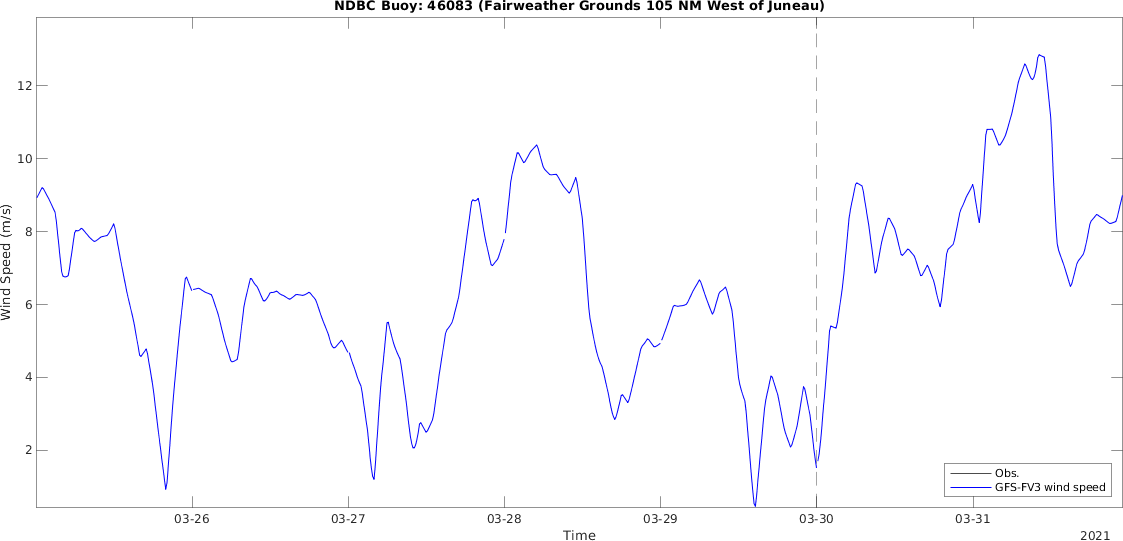 NDBC Buoy: 46083 (Fairweather Grounds 105 NM West of Juneau)
Wind Speed (m/s)
12
10
8
6
4
2
Obs.
GFS-FV3 wind speed
03-26
03-27
03-28
03-29
03-30
03-31
Time
2021